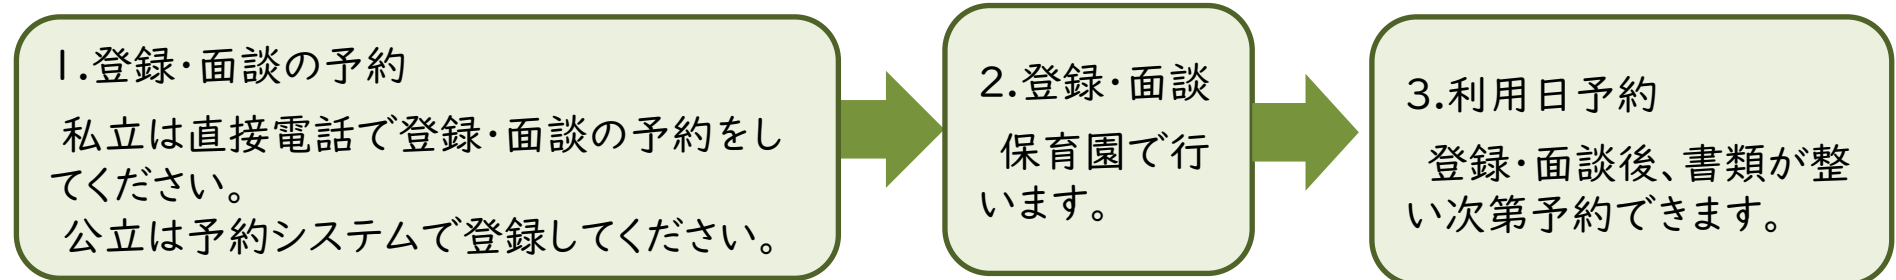 1.登録・面談の予約
私立は直接電話で登録・面談の予約をし
てください。
公立は予約システムで登録してください。
2.登録・面談
保育園で行
います。
3.利用日予約
登録・面談後、書類が整
い次第予約できます。